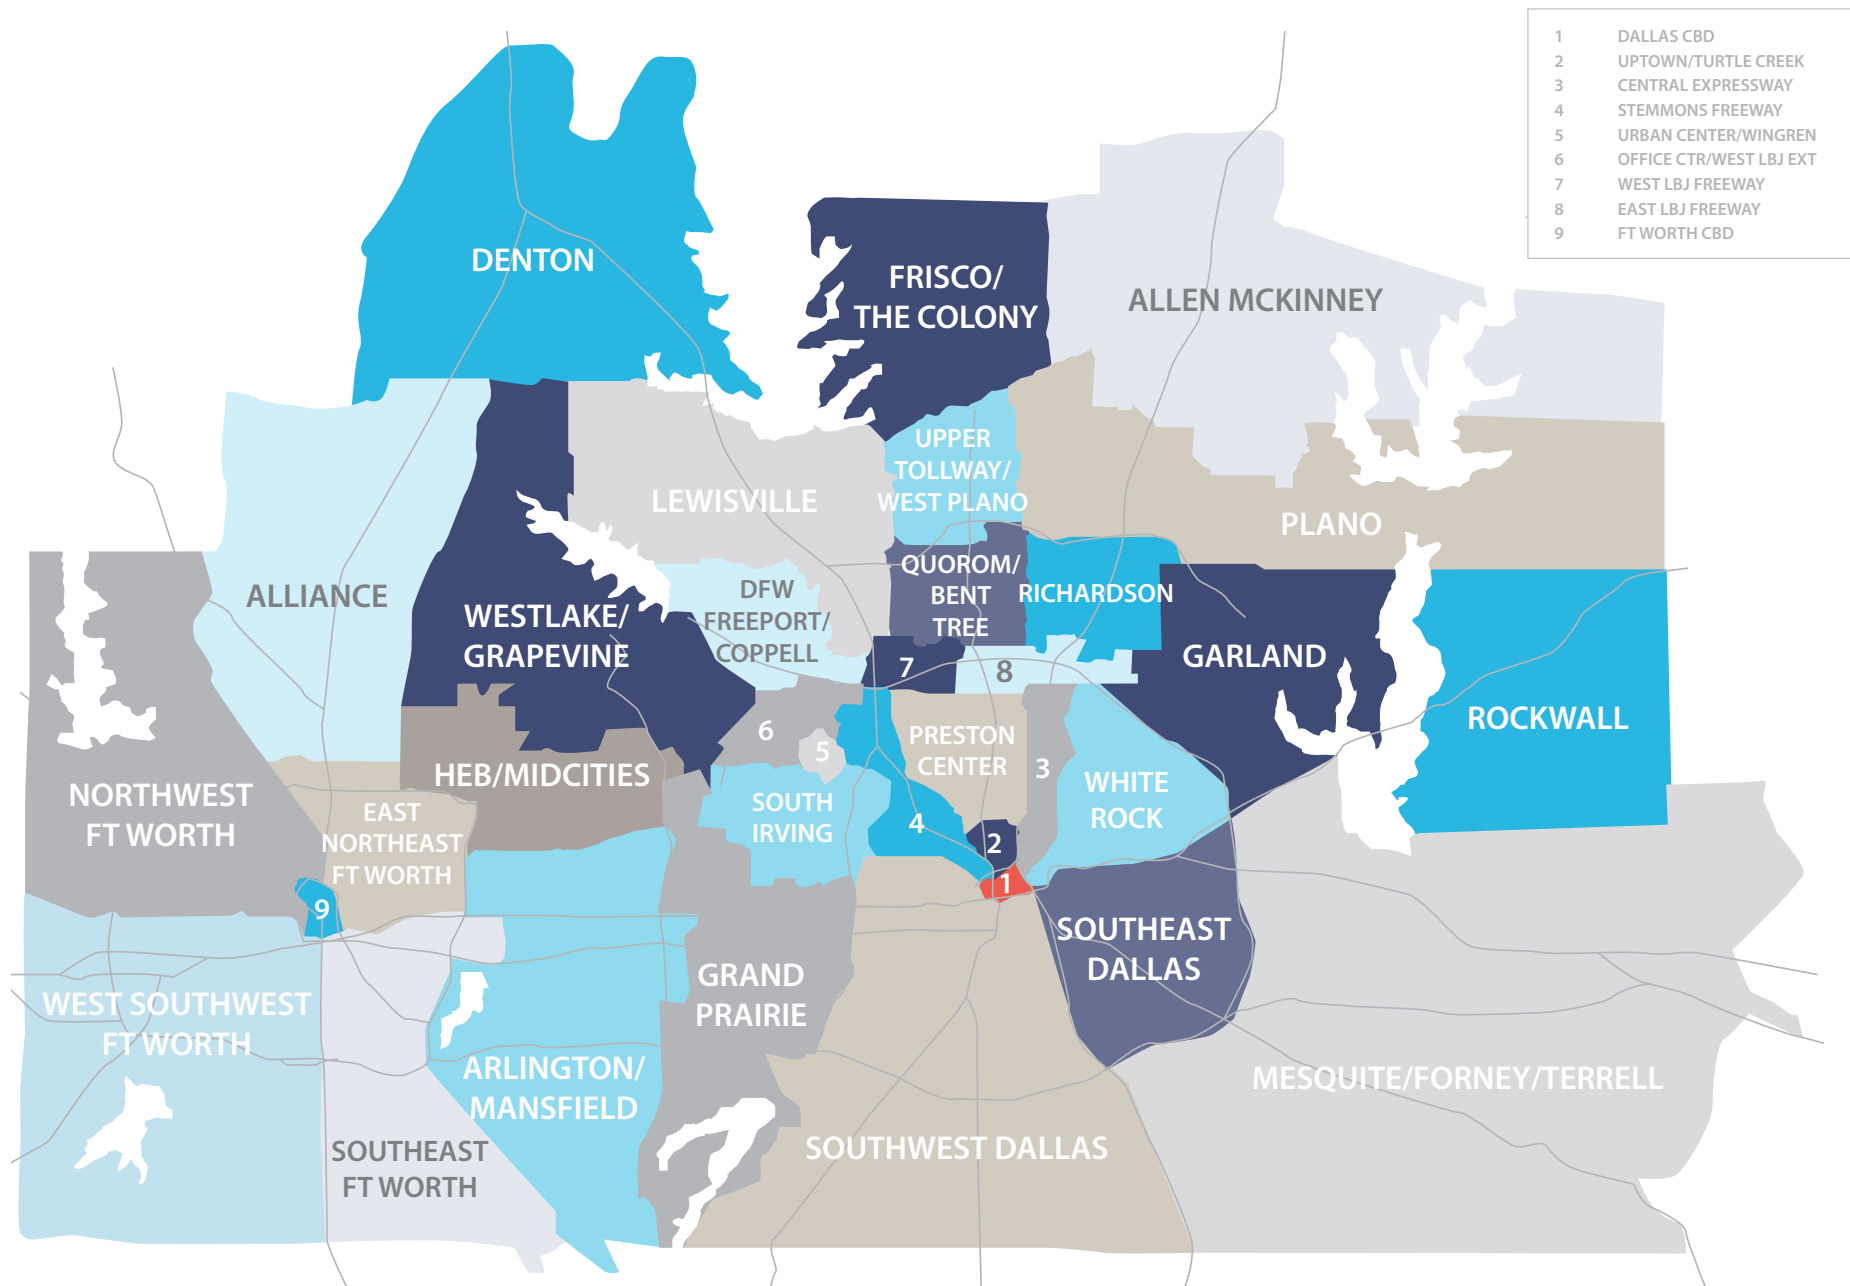 1 DALLAS CBD
2 UPTOWN/TURTLE CREEK
3 CENTRAL EXPRESSWAY
4 STEMMONS FREEWAY
5 URBAN CENTER/WINGREN
6 OFFICE CTR/WEST LBJ EXT
7 WEST LBJ FREEWAY
8 EAST LBJ FREEWAY
9 FT WORTH CBD
DENTON
FRISCO/
THE COLONY
ALLEN MCKINNEY
UPPER
TOLLWAY/
WEST PLANO
LEWISVILLE
PLANO
ALLIANCE
WESTLAKE/
GRAPEVINE
DFW
FREEPORT/
COPPELL
QUOROM/
BENT
TREE
RICHARDSON
GARLAND
7
8
ROCKWALL
6
5
PRESTON
CENTER
3
HEB/MIDCITIES
NORTHWEST
FT WORTH
EAST
NORTHEAST
FT WORTH
SOUTH
IRVING
4
2
WHITE
ROCK
1
9
SOUTHEAST
DALLAS
GRAND
PRAIRIE
WEST SOUTHWEST
FT WORTH
ARLINGTON/
MANSFIELD
MESQUITE/FORNEY/TERRELL
SOUTHEAST
FT WORTH
SOUTHWEST DALLAS